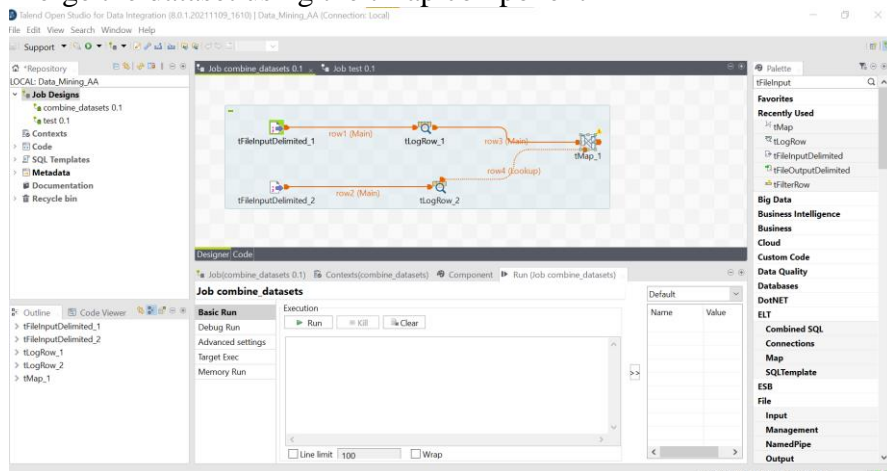 Talend Open Studio for Data Integration (8.0.1.20211109_1610) | Data_Mining_AA (Connection: Local)
File Edit View Search Window Help
Support
*Repository
LOCAL: Data_Mining_AA
Job Designs
combine_datasets 0.1
test 0.1
Contexts
Code
SQL Templates
Metadata
Documentation
Recycle bin
*Job combine_datasets 0.1
*Job test 0.1
tFileInputDelimited_1
row1 (Main)
tLogRow_1
row3 (Main)
tMap_1
row4 (Lookup)
tFileInputDelimited_2
row2 (Main)
tLogRow_2
Designer Code
Job(combine_datasets 0.1) Contexts(combine_datasets) Component Run (Job combine_datasets)
Job combine_datasets
Basic Run
Debug Run
Advanced settings
Target Exec
Memory Run
Execution
Run Kill Clear
Line limit 100 Wrap
>>
Default
Name Value
Outline Code Viewer
tFileInputDelimited_1
tFileInputDelimited_2
tLogRow_1
tLogRow_2
tMap_1
Palette
tFileInput
Favorites
Recently Used
tMap
tLogRow
tFileInputDelimited
tFileOutputDelimited
tFilterRow
Big Data
Business Intelligence
Business
Cloud
Custom Code
Data Quality
Databases
DotNET
ELT
Combined SQL
Connections
Map
SQLTemplate
ESB
File
Input
Management
NamedPipe
Output